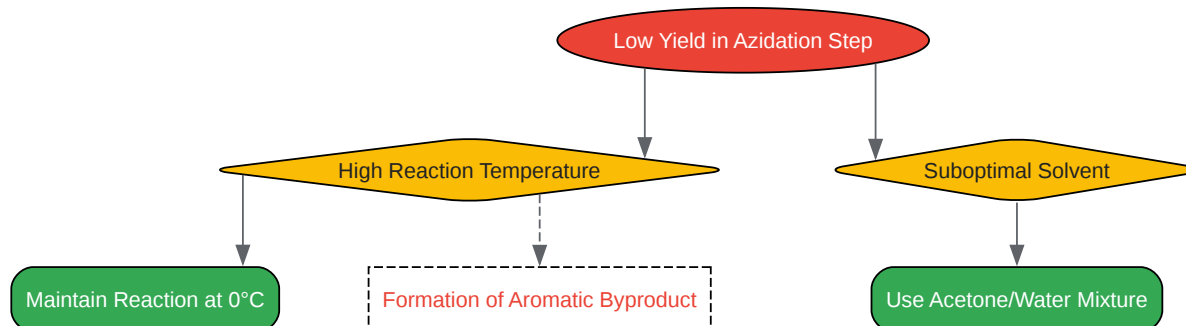 Low Yield in Azidation Step
High Reaction Temperature
Suboptimal Solvent
Maintain Reaction at 0°C
Formation of Aromatic Byproduct
Use Acetone/Water Mixture